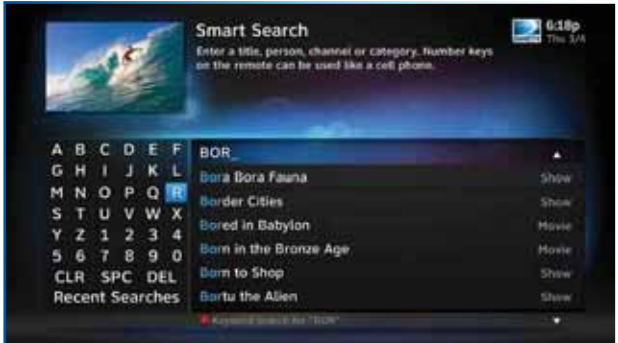 Smart Search
6:18p
Thu 3/4
Enter a title, person, channel or category. Number keys
on the remote can be used like a cell phone.
A B C D E F
G H I J K L
M N O P Q R
S T U V W X
Y Z 1 2 3 4
5 6 7 8 9 0
CLR SPC DEL
Recent Searches
BOR_
Bora Bora Fauna Show
Border Cities Show
Bored in Babylon Movie
Born in the Bronze Age Movie
Born to Shop Show
Bortu the Alien Show
Keyword search for "BOR"